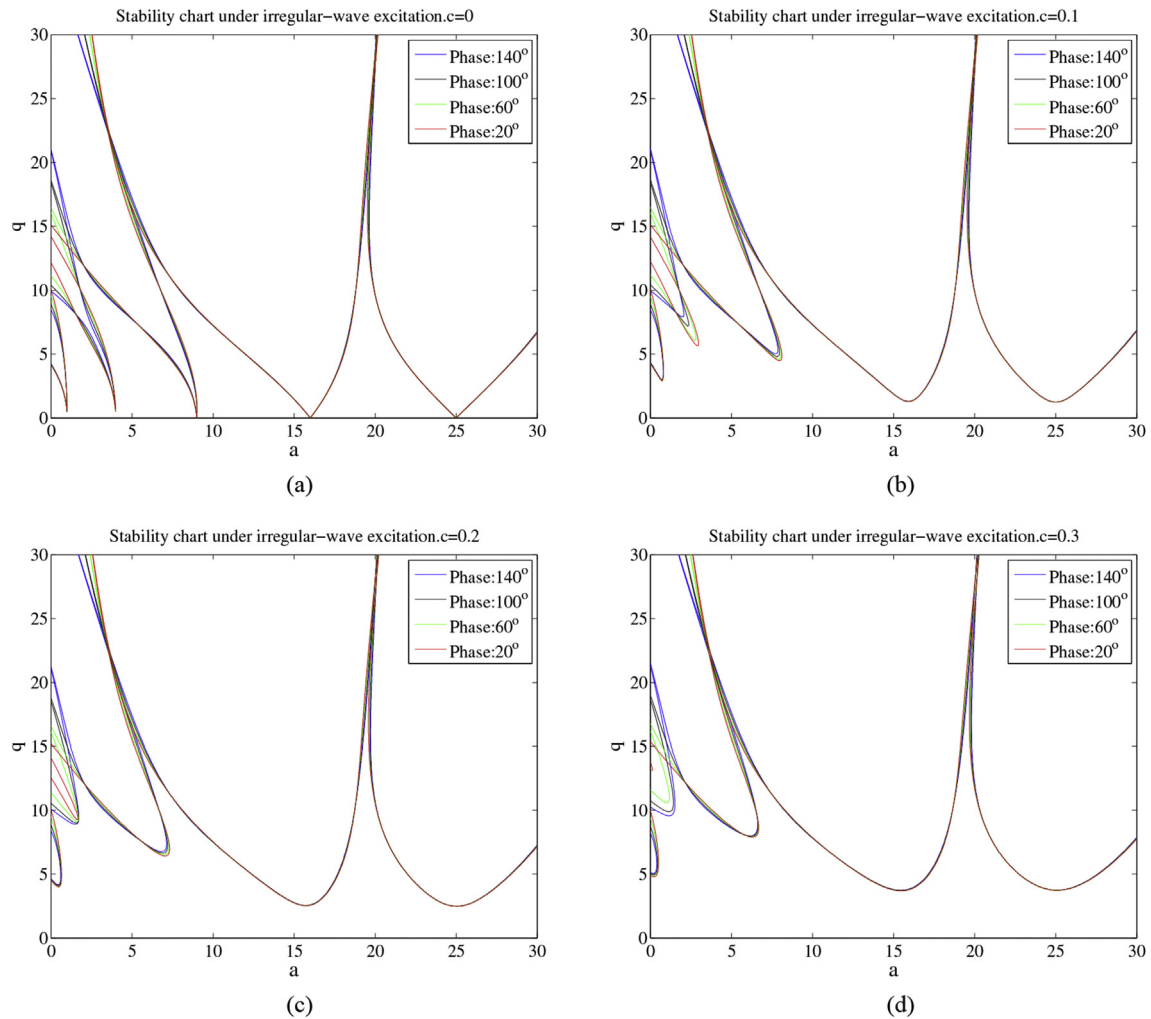 Stability chart under irregular−wave excitation.c=0
30
25
20
15
10
5
0
q
0 5 10 15 20 25 30
a
Phase:140°
Phase:100°
Phase:60°
Phase:20°
(a)
Stability chart under irregular−wave excitation.c=0.1
30
25
20
15
10
5
0
q
0 5 10 15 20 25 30
a
Phase:140°
Phase:100°
Phase:60°
Phase:20°
(b)
Stability chart under irregular−wave excitation.c=0.2
30
25
20
15
10
5
0
q
0 5 10 15 20 25 30
a
Phase:140°
Phase:100°
Phase:60°
Phase:20°
(c)
Stability chart under irregular−wave excitation.c=0.3
30
25
20
15
10
5
0
q
0 5 10 15 20 25 30
a
Phase:140°
Phase:100°
Phase:60°
Phase:20°
(d)